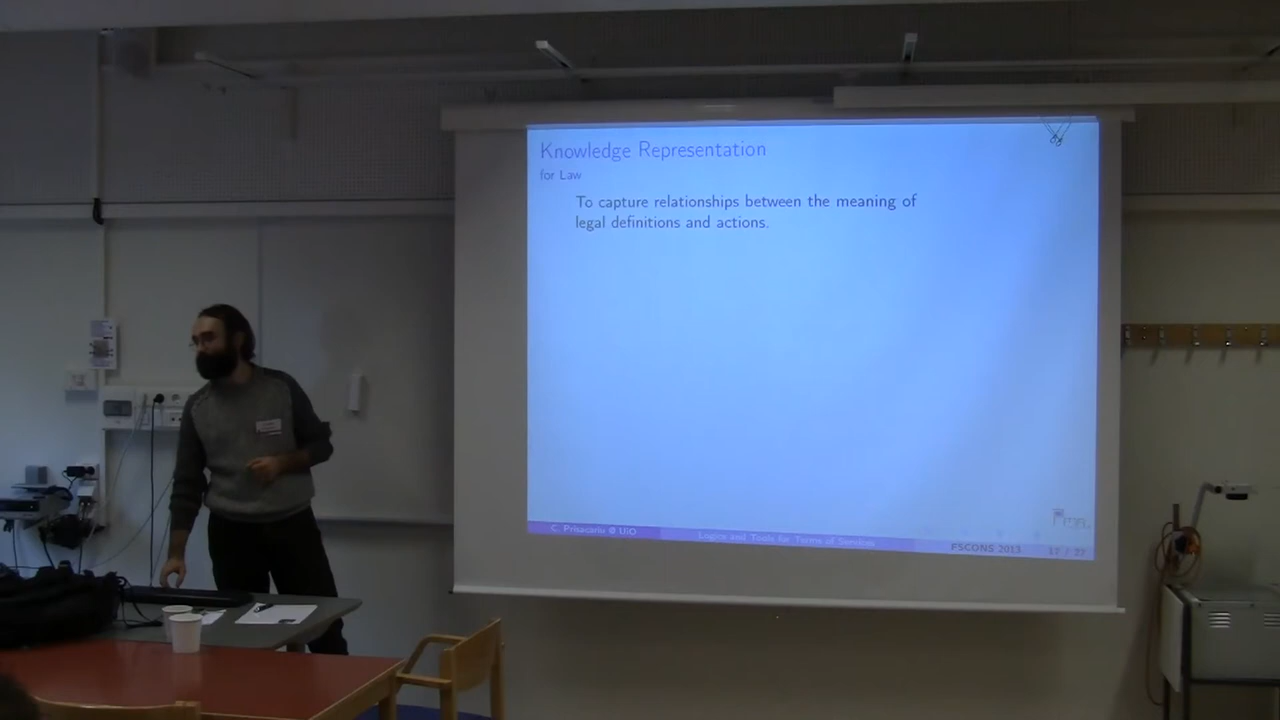 Knowledge Representation
for Law
To capture relationships between the meaning of
legal definitions and actions.
C. Prisacariu @ UiO
Logics and Tools for Terms of Services
FSCONS 2013
17 / 27